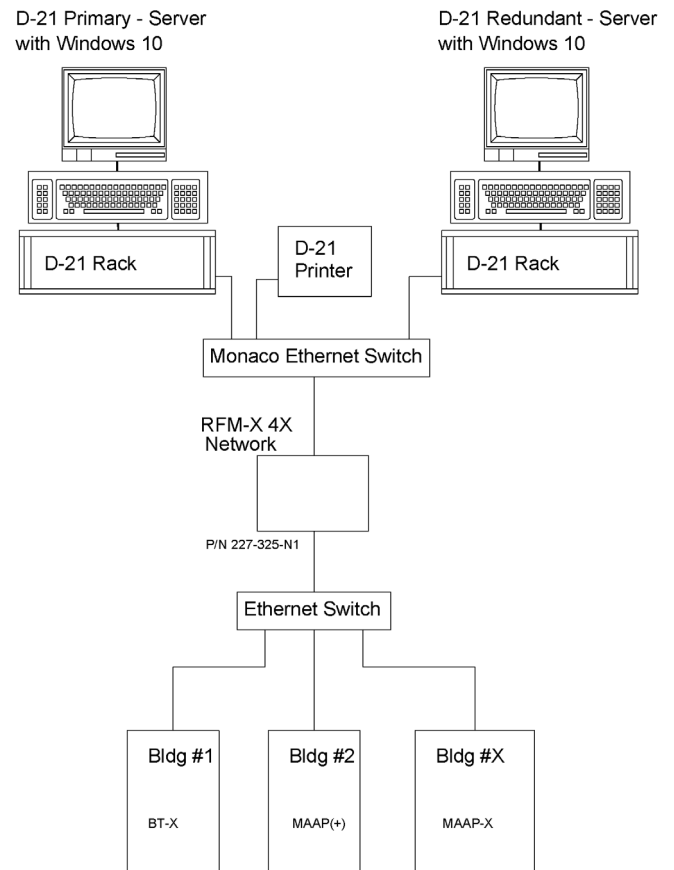 D-21 Primary - Server
with Windows 10
D-21 Redundant - Server
with Windows 10
D-21 Rack
D-21
Printer
D-21 Rack
Monaco Ethernet Switch
RFM-X 4X
Network
P/N 227-325-N1
Ethernet Switch
Bldg #1
BT-X
Bldg #2
MAAP(+)
Bldg #X
MAAP-X